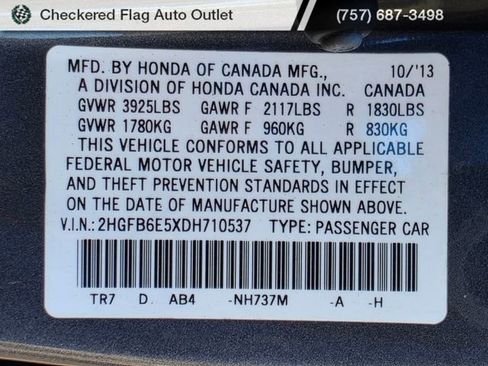 Checkered Flag Auto Outlet (757) 687-3498
MFD. BY HONDA OF CANADA MFG., 10/'13
A DIVISION OF HONDA CANADA INC. CANADA
GVWR 3925LBS GAWR F 2117LBS R 1830LBS
GVWR 1780KG GAWR F 960KG R 830KG
THIS VEHICLE CONFORMS TO ALL APPLICABLE
FEDERAL MOTOR VEHICLE SAFETY, BUMPER,
AND THEFT PREVENTION STANDARDS IN EFFECT
ON THE DATE OF MANUFACTURE SHOWN ABOVE.
V.I.N.: 2HGFB6E5XDH710537 TYPE: PASSENGER CAR
TR7 D. AB4 -NH737M -A -H